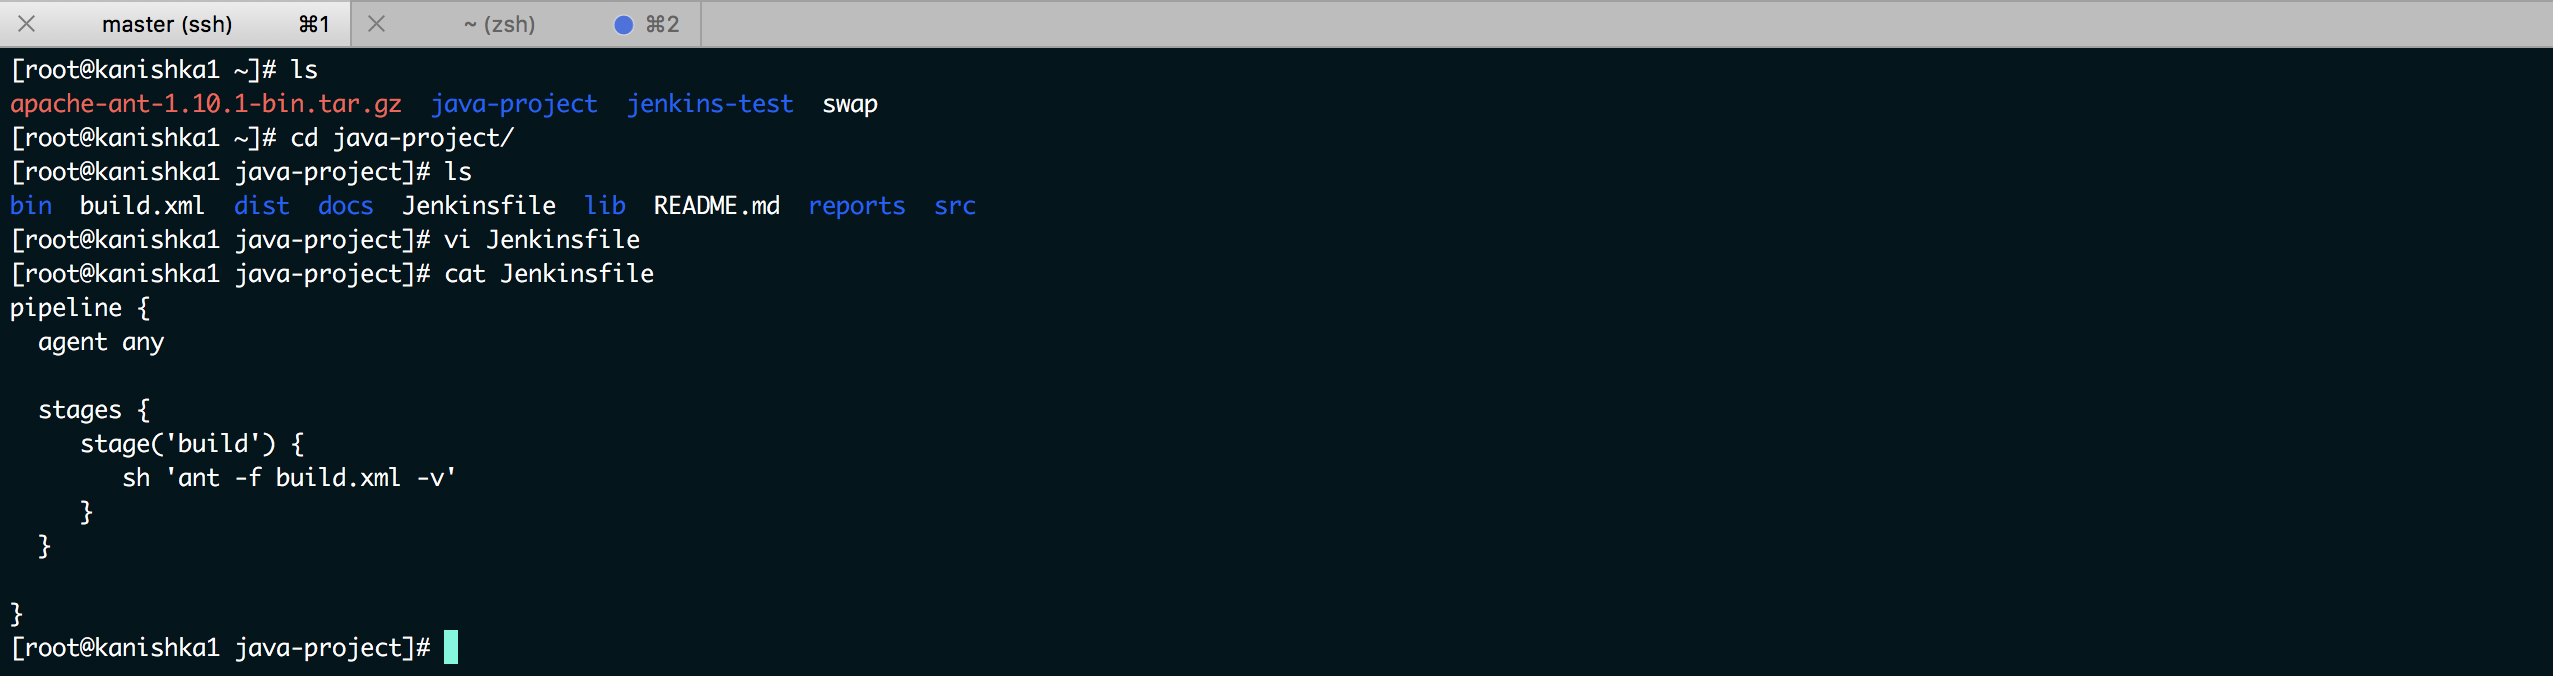 master (ssh) ⌘1 ~ (zsh) ⌘2
[root@kanishka1 ~]# ls
apache-ant-1.10.1-bin.tar.gz  java-project  jenkins-test  swap
[root@kanishka1 ~]# cd java-project/
[root@kanishka1 java-project]# ls
bin  build.xml  dist  docs  Jenkinsfile  lib  README.md  reports  src
[root@kanishka1 java-project]# vi Jenkinsfile
[root@kanishka1 java-project]# cat Jenkinsfile
pipeline {
  agent any
  stages {
     stage('build') {
        sh 'ant -f build.xml -v'
     }
  }
}
[root@kanishka1 java-project]#